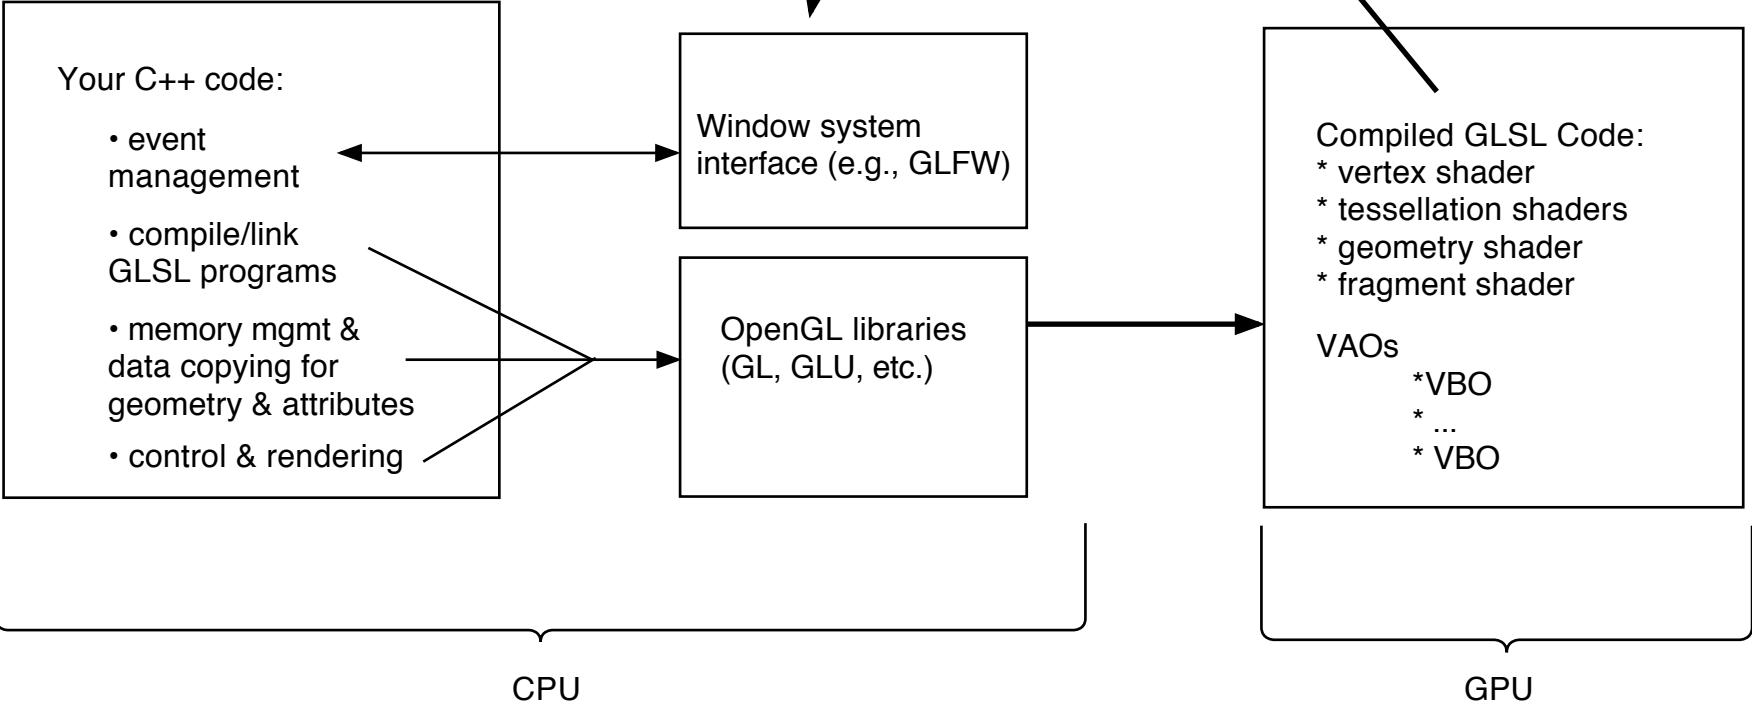 Your C++ code:
• event
management
• compile/link
GLSL programs
• memory mgmt &
data copying for
geometry & attributes
• control & rendering
Window system
interface (e.g., GLFW)
OpenGL libraries
(GL, GLU, etc.)
Compiled GLSL Code:
* vertex shader
* tessellation shaders
* geometry shader
* fragment shader
VAOs
*VBO
* ...
* VBO
CPU
GPU